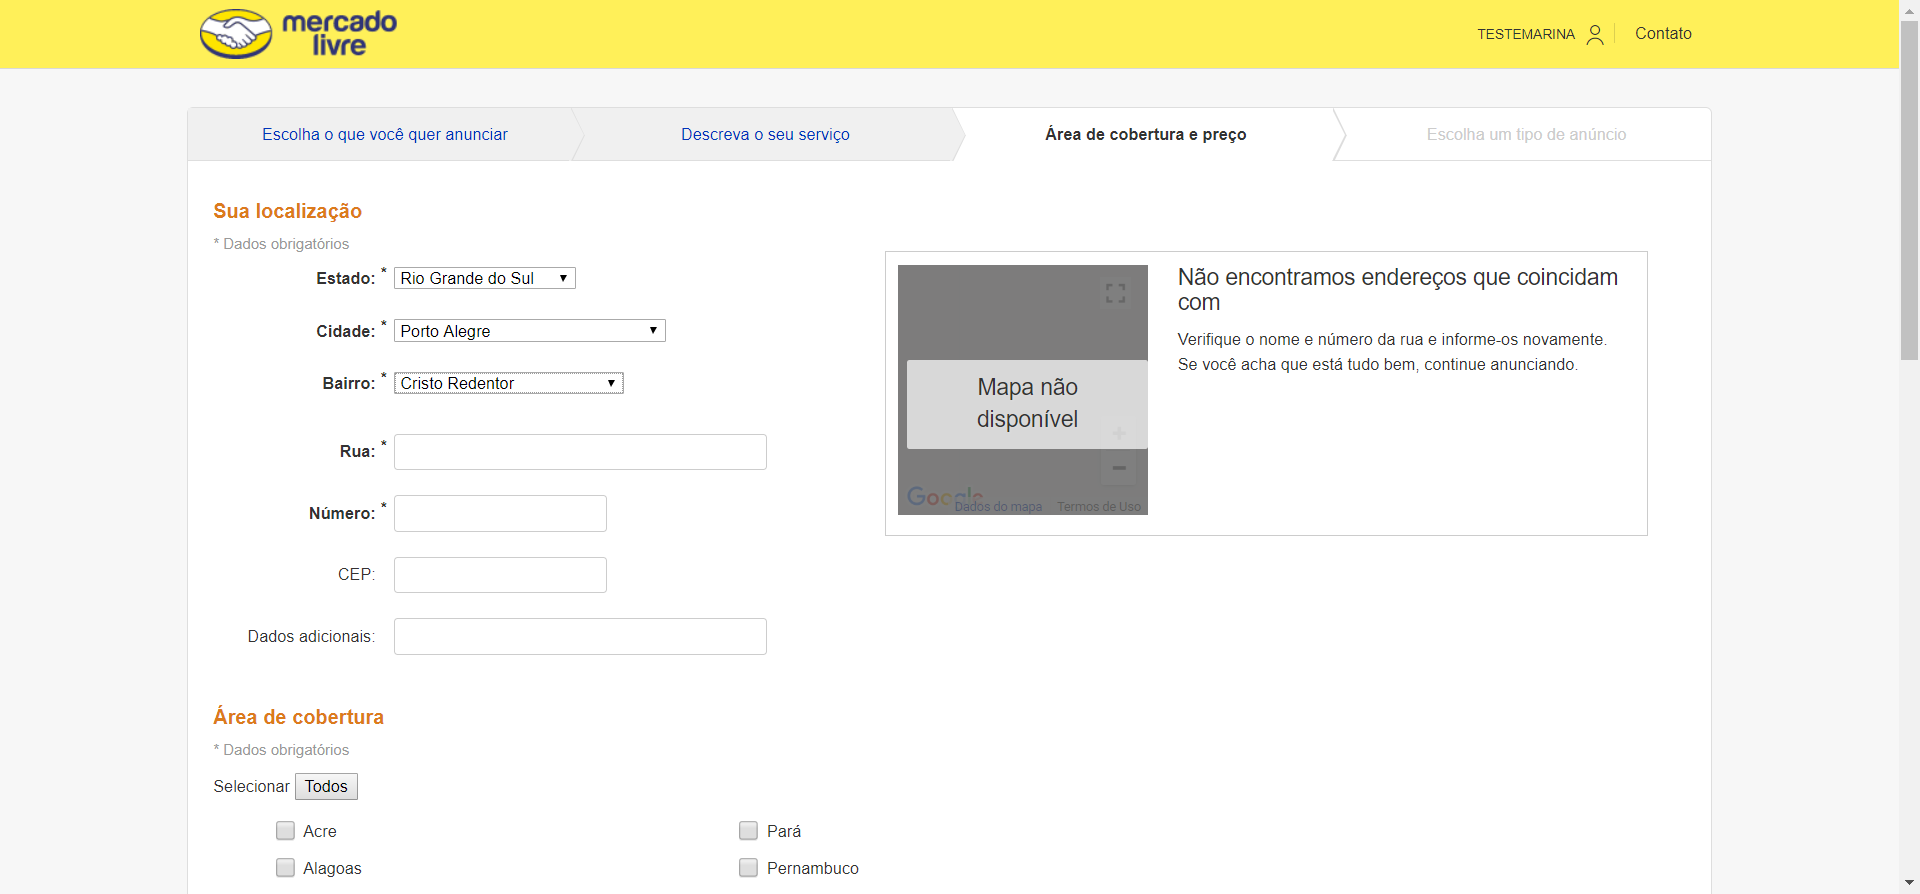 mercado
livre
TESTEMARINA
Contato
Escolha o que você quer anunciar
Descreva o seu serviço
Área de cobertura e preço
Escolha um tipo de anúncio
Sua localização
* Dados obrigatórios
Estado: * Rio Grande do Sul
Cidade: * Porto Alegre
Bairro: * Cristo Redentor
Rua: *
Número: *
CEP:
Dados adicionais:
Mapa não
disponível
Google
Dados do mapa
Termos de Uso
Não encontramos endereços que coincidam
com
Verifique o nome e número da rua e informe-os novamente.
Se você acha que está tudo bem, continue anunciando.
Área de cobertura
* Dados obrigatórios
Selecionar Todos
Acre
Pará
Alagoas
Pernambuco